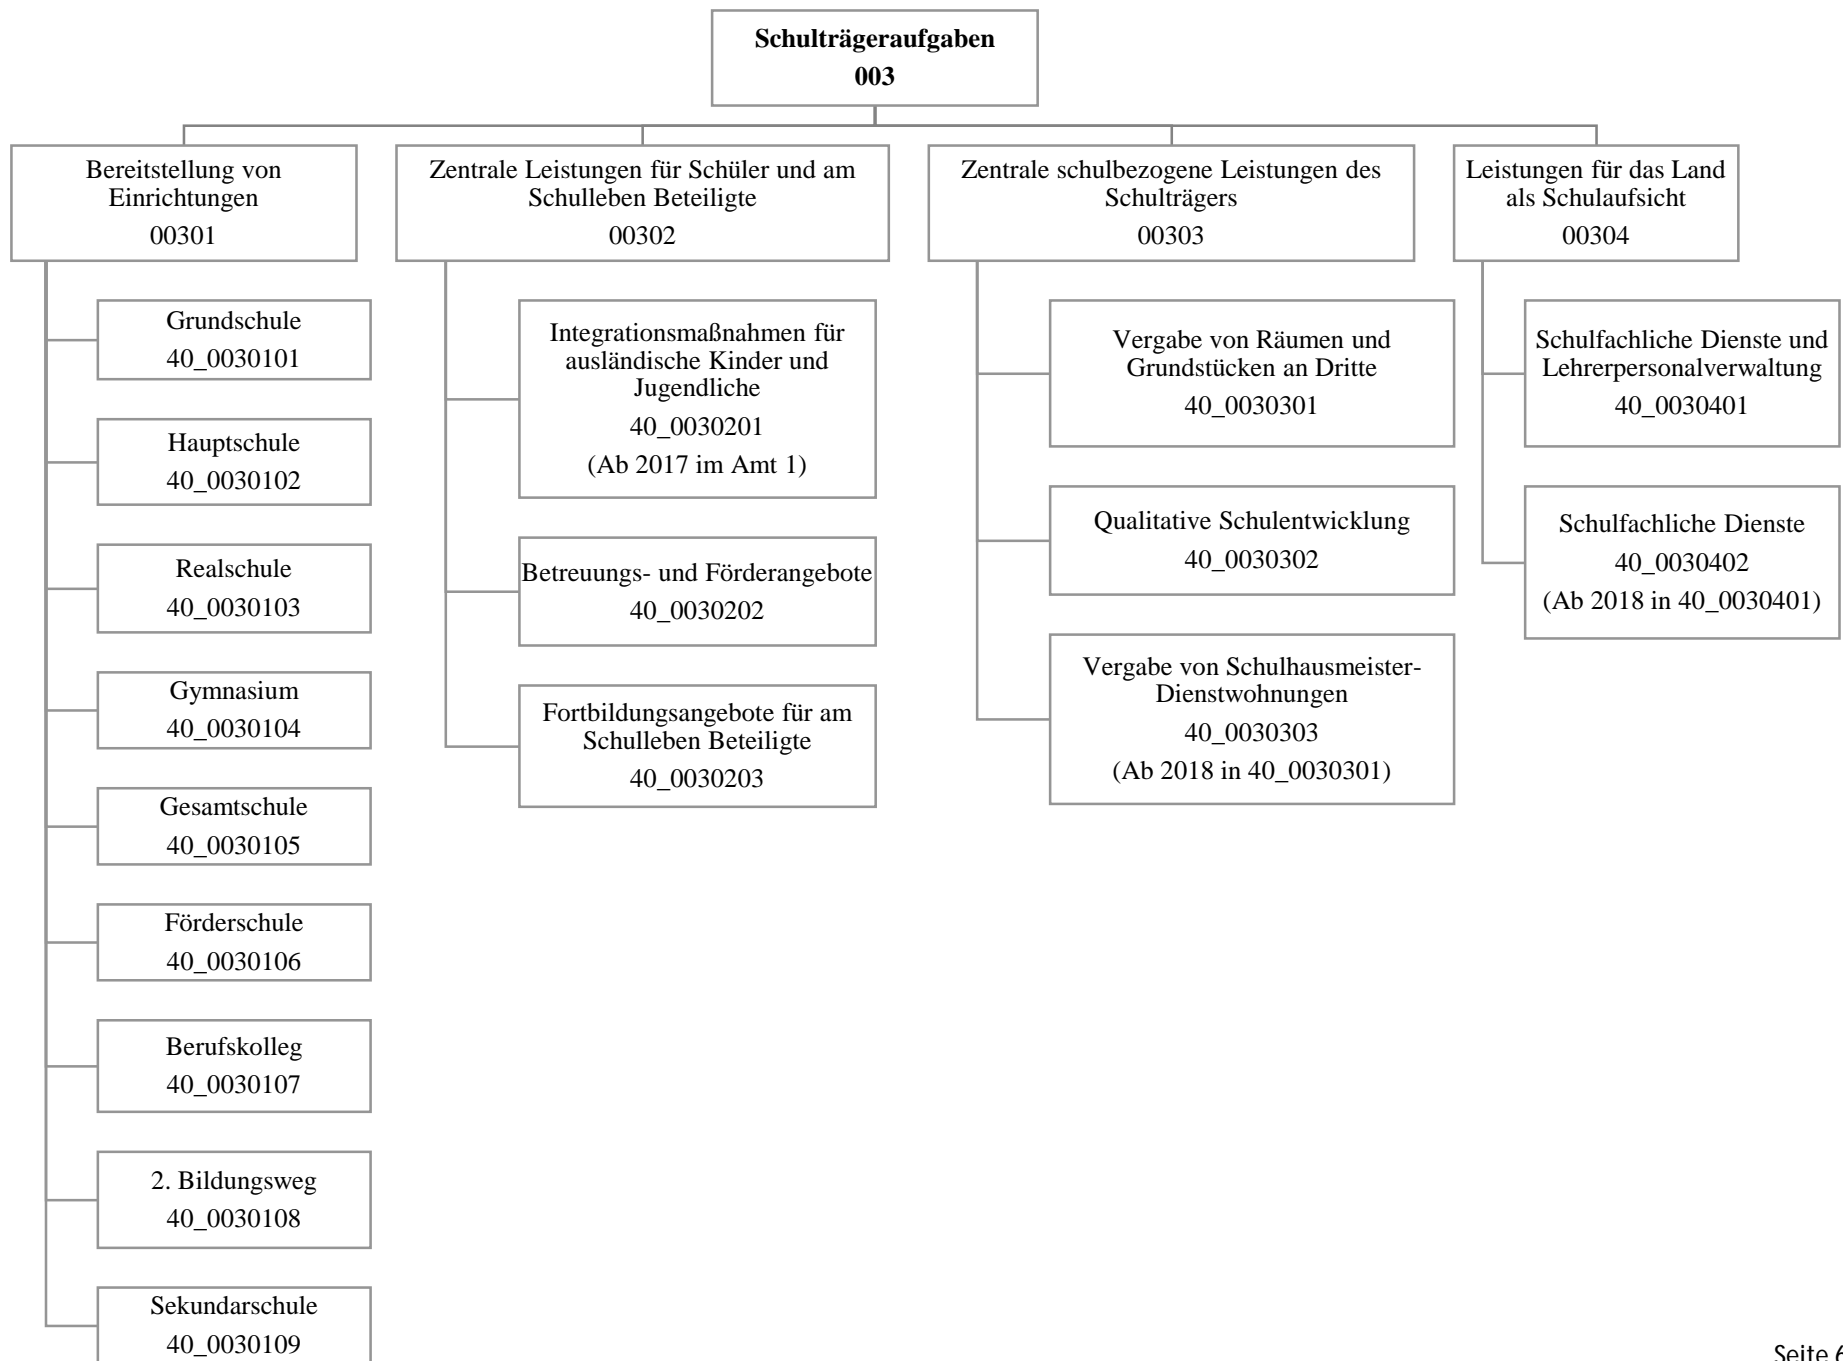 Schulträgeraufgaben
003
Bereitstellung von
Einrichtungen
00301
Grundschule
40_0030101
Hauptschule
40_0030102
Realschule
40_0030103
Gymnasium
40_0030104
Gesamtschule
40_0030105
Förderschule
40_0030106
Berufskolleg
40_0030107
2. Bildungsweg
40_0030108
Sekundarschule
40_0030109
Zentrale Leistungen für Schüler und am
Schulleben Beteiligte
00302
Integrationsmaßnahmen für
ausländische Kinder und
Jugendliche
40_0030201
(Ab 2017 im Amt 1)
Betreuungs- und Förderangebote
40_0030202
Fortbildungsangebote für am
Schulleben Beteiligte
40_0030203
Zentrale schulbezogene Leistungen des
Schulträgers
00303
Vergabe von Räumen und
Grundstücken an Dritte
40_0030301
Qualitative Schulentwicklung
40_0030302
Vergabe von Schulhausmeister-
Dienstwohnungen
40_0030303
(Ab 2018 in 40_0030301)
Leistungen für das Land
als Schulaufsicht
00304
Schulfachliche Dienste und
Lehrerpersonalverwaltung
40_0030401
Schulfachliche Dienste
40_0030402
(Ab 2018 in 40_0030401)
Seite 6